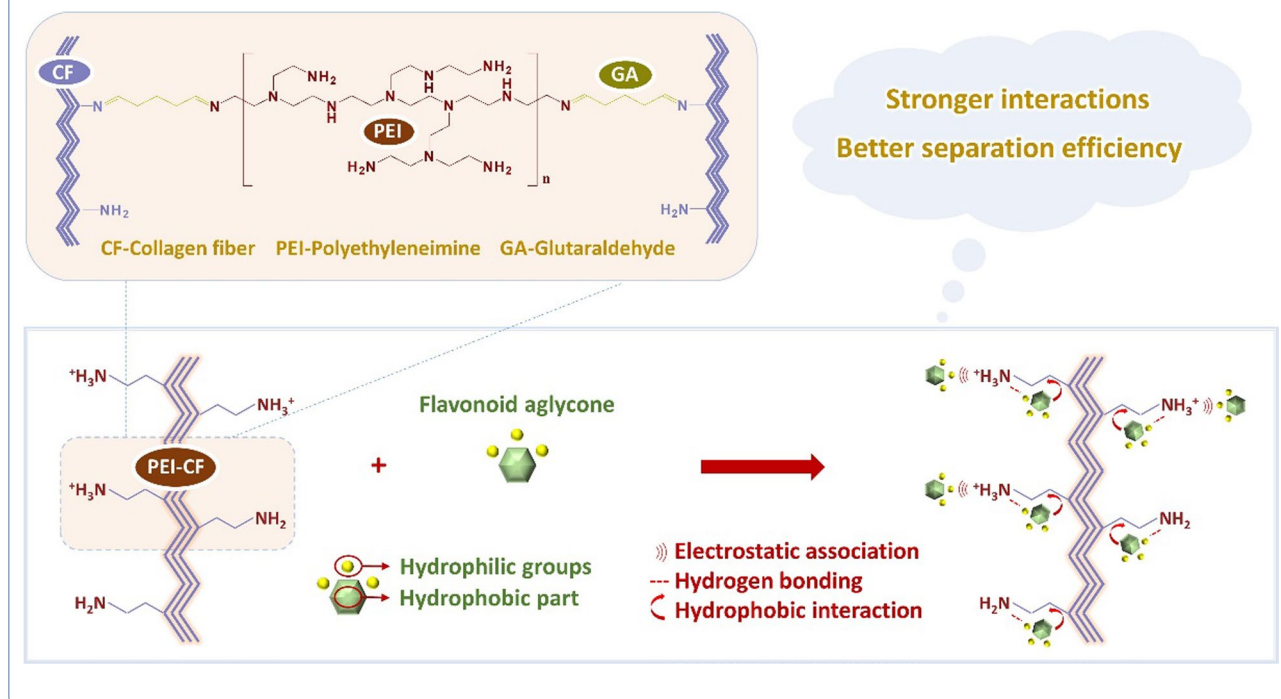 CF
GA
PEI
NH₂
NH₂
N
H
N
H
N
N
N
N
H
N
N
N
N
H₂N
N
NH₂
n
NH₂
H₂N
CF-Collagen fiber PEI-Polyethyleneimine GA-Glutaraldehyde
Stronger interactions
Better separation efficiency
⁺H₃N
NH₃⁺
PEI-CF
⁺H₃N
NH₂
H₂N
+
Flavonoid aglycone
Hydrophilic groups
Hydrophobic part
Electrostatic association
Hydrogen bonding
Hydrophobic interaction
⁺H₃N
NH₃⁺
⁺H₃N
NH₂
H₂N